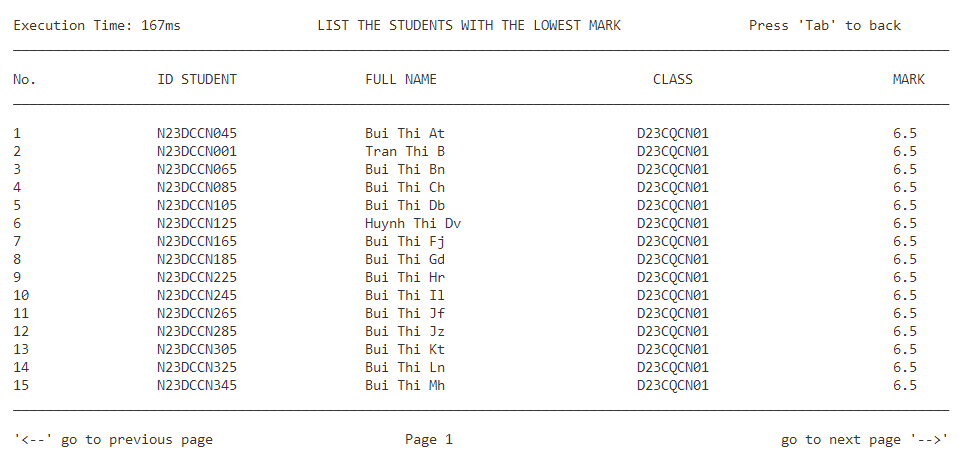 Execution Time: 167ms LIST THE STUDENTS WITH THE LOWEST MARK Press 'Tab' to back
No. ID STUDENT FULL NAME CLASS MARK
1 N23DCCN045 Bui Thi At D23CQCN01 6.5
2 N23DCCN001 Tran Thi B D23CQCN01 6.5
3 N23DCCN065 Bui Thi Bn D23CQCN01 6.5
4 N23DCCN085 Bui Thi Ch D23CQCN01 6.5
5 N23DCCN105 Bui Thi Db D23CQCN01 6.5
6 N23DCCN125 Huynh Thi Dv D23CQCN01 6.5
7 N23DCCN165 Bui Thi Fj D23CQCN01 6.5
8 N23DCCN185 Bui Thi Gd D23CQCN01 6.5
9 N23DCCN225 Bui Thi Hr D23CQCN01 6.5
10 N23DCCN245 Bui Thi Il D23CQCN01 6.5
11 N23DCCN265 Bui Thi Jf D23CQCN01 6.5
12 N23DCCN285 Bui Thi Jz D23CQCN01 6.5
13 N23DCCN305 Bui Thi Kt D23CQCN01 6.5
14 N23DCCN325 Bui Thi Ln D23CQCN01 6.5
15 N23DCCN345 Bui Thi Mh D23CQCN01 6.5
'<--' go to previous page Page 1 go to next page '-->'